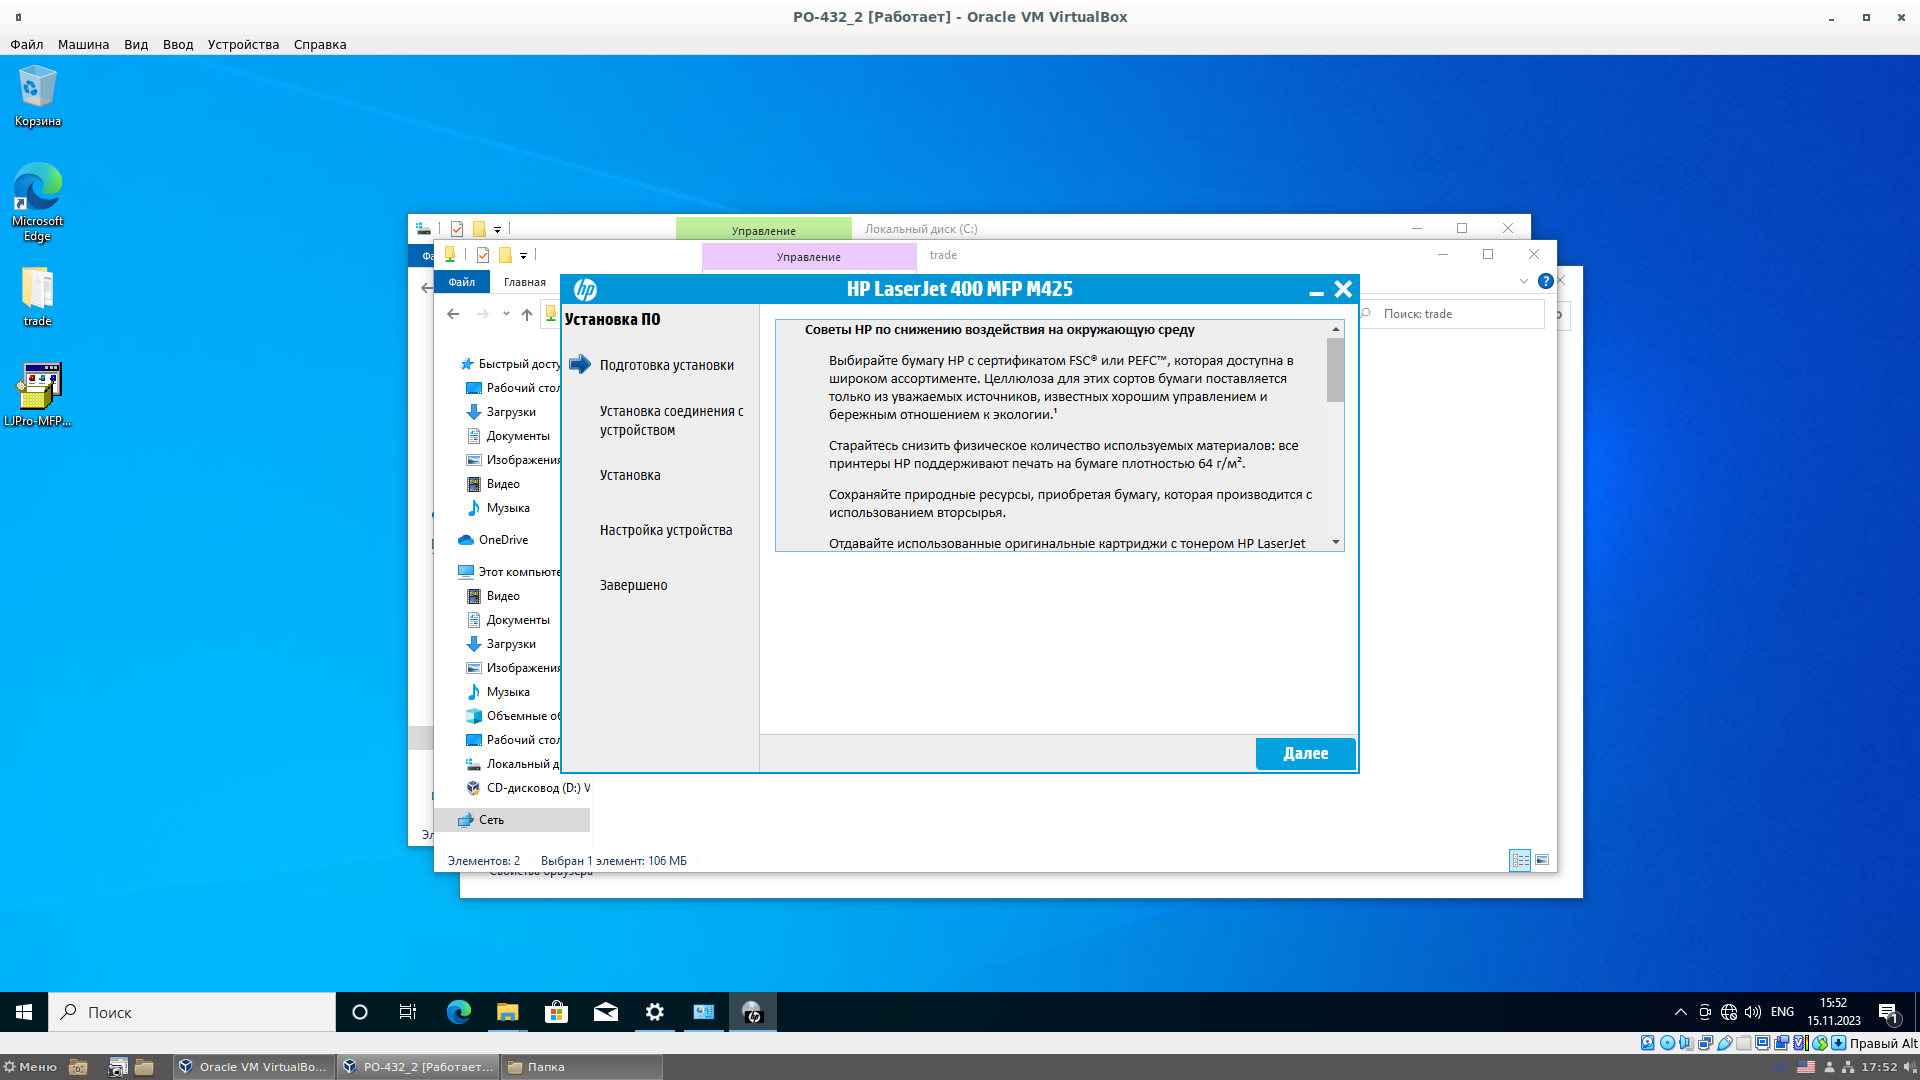 PO-432_2 [Работает] - Oracle VM VirtualBox
Файл Машина Вид Ввод Устройства Справка
Корзина
Microsoft
Edge
trade
LJPro-MFP...
Управление
Локальный диск (C:)
Управление
trade
Файл
Главная
Поиск: trade
HP LaserJet 400 MFP M425
Установка ПО
Подготовка установки
Установка соединения с
устройством
Установка
Настройка устройства
Завершено
Советы HP по снижению воздействия на окружающую среду
Выбирайте бумагу HP с сертификатом FSC® или PEFC™, которая доступна в
широком ассортименте. Целлюлоза для этих сортов бумаги поставляется
только из уважаемых источников, известных хорошим управлением и
бережным отношением к экологии.¹
Старайтесь снизить физическое количество используемых материалов: все
принтеры HP поддерживают печать на бумаге плотностью 64 г/м².
Сохраняйте природные ресурсы, приобретая бумагу, которая производится с
использованием вторсырья.
Отдавайте использованные оригинальные картриджи с тонером HP LaserJet
Далее
Быстрый досту
Рабочий стол
Загрузки
Документы
Изображения
Видео
Музыка
OneDrive
Этот компьюте
Видео
Документы
Загрузки
Изображения
Музыка
Объемные об
Рабочий стол
Локальный д
CD-дисковод (D:) V
Сеть
Эл
Элементов: 2 Выбран 1 элемент: 106 МБ
Свойства браузера
Поиск
ENG
15:52
15.11.2023
1
Правый Alt
Меню
Oracle VM VirtualBo...
PO-432_2 [Работает...
Папка
17:52